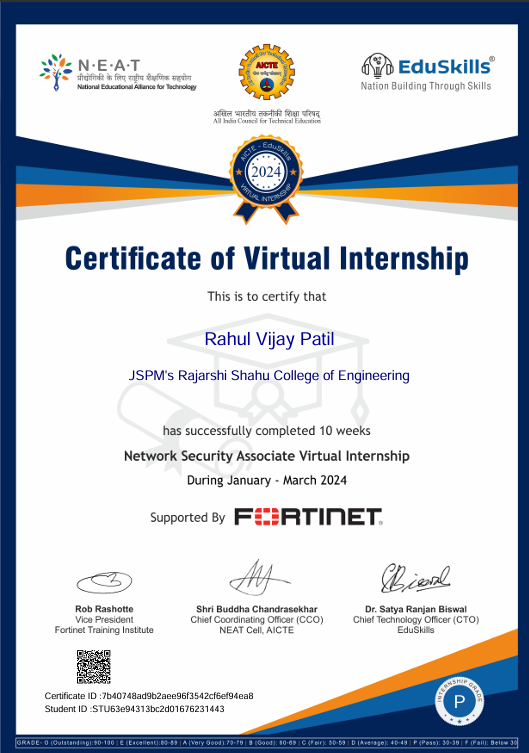 N·E·A·T
प्रौद्योगिकी के लिए राष्ट्रीय शैक्षणिक सहयोग
National Educational Alliance for Technology
AICTE
अखिल भारतीय तकनीकी शिक्षा परिषद्
All India Council for Technical Education
EduSkills®
Nation Building Through Skills
AICTE - EduSkills
2024
VIRTUAL INTERNSHIP
Certificate of Virtual Internship
This is to certify that
Rahul Vijay Patil
JSPM's Rajarshi Shahu College of Engineering
has successfully completed 10 weeks
Network Security Associate Virtual Internship
During January - March 2024
Supported By FORTINET®
Rob Rashotte
Vice President
Fortinet Training Institute
Shri Buddha Chandrasekhar
Chief Coordinating Officer (CCO)
NEAT Cell, AICTE
Dr. Satya Ranjan Biswal
Chief Technology Officer (CTO)
EduSkills
Certificate ID :7b40748ad9b2aee96f3542cf6ef94ea8
Student ID :STU63e94313bc2d01676231443
INTERNSHIP GRADE
P
GRADE- O (Outstanding):90-100 | E (Excellent):80-89 | A (Very Good):70-79 | B (Good): 60-69 | C (Fair): 50-59 | D (Average): 40-49 | P (Pass): 30-39 | F (Fail): Below 30